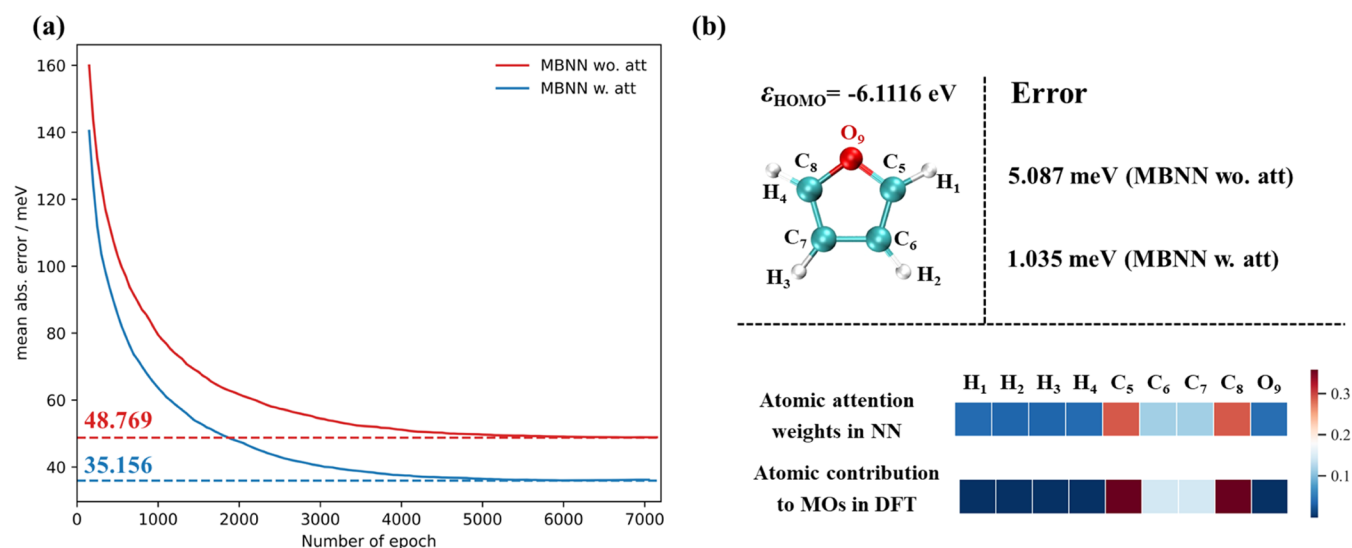 (a)
160
140
120
100
80
60
40
mean abs. error / meV
MBNN wo. att
MBNN w. att
48.769
35.156
0
1000
2000
3000
4000
5000
6000
7000
Number of epoch
(b)
εHOMO= -6.1116 eV
O9
C8
C5
H4
H1
C7
C6
H3
H2
Error
5.087 meV (MBNN wo. att)
1.035 meV (MBNN w. att)
H1 H2 H3 H4 C5 C6 C7 C8 O9
Atomic attention
weights in NN
Atomic contribution
to MOs in DFT
0.3
0.2
0.1